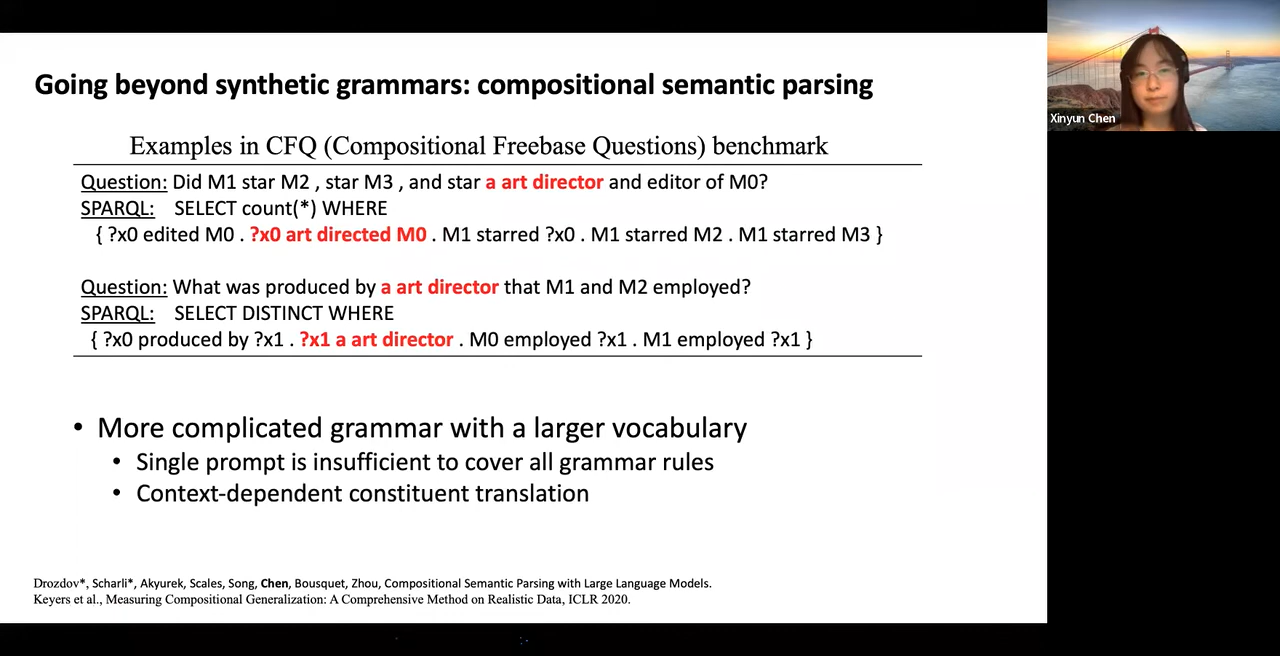 Going beyond synthetic grammars: compositional semantic parsing
Xinyun Chen
Examples in CFQ (Compositional Freebase Questions) benchmark
Question: Did M1 star M2 , star M3 , and star a art director and editor of M0?
SPARQL: SELECT count(*) WHERE
{ ?x0 edited M0 . ?x0 art directed M0 . M1 starred ?x0 . M1 starred M2 . M1 starred M3 }
Question: What was produced by a art director that M1 and M2 employed?
SPARQL: SELECT DISTINCT WHERE
{ ?x0 produced by ?x1 . ?x1 a art director . M0 employed ?x1 . M1 employed ?x1 }
• More complicated grammar with a larger vocabulary
• Single prompt is insufficient to cover all grammar rules
• Context-dependent constituent translation
Drozdov*, Scharli*, Akyurek, Scales, Song, Chen, Bousquet, Zhou, Compositional Semantic Parsing with Large Language Models.
Keyers et al., Measuring Compositional Generalization: A Comprehensive Method on Realistic Data, ICLR 2020.